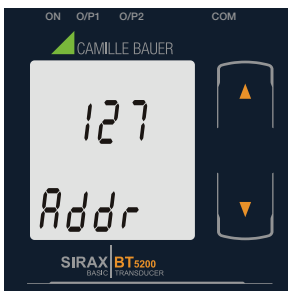 ON O/P1 O/P2 COM
CAMILLE BAUER
127
Addr
SIRAX BT5200
BASIC TRANSDUCER